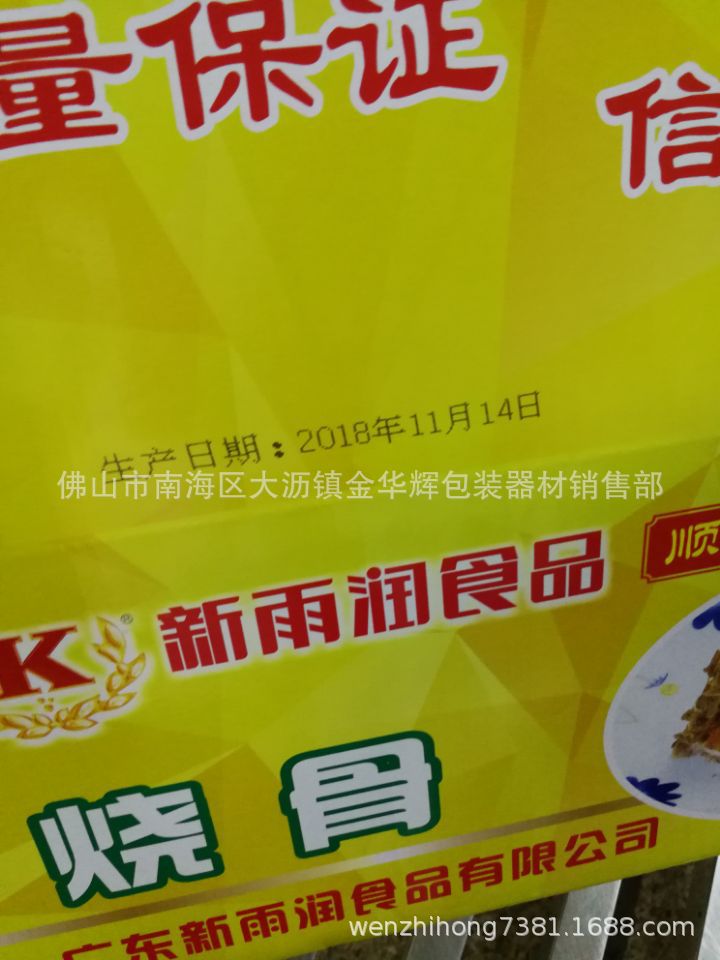 量保证
信
生产日期：2018年11月14日
佛山市南海区大沥镇金华辉包装器材销售部
顺
K® 新雨润食品
烧骨
广东新雨润食品有限公司
wenzhihong7381.1688.com